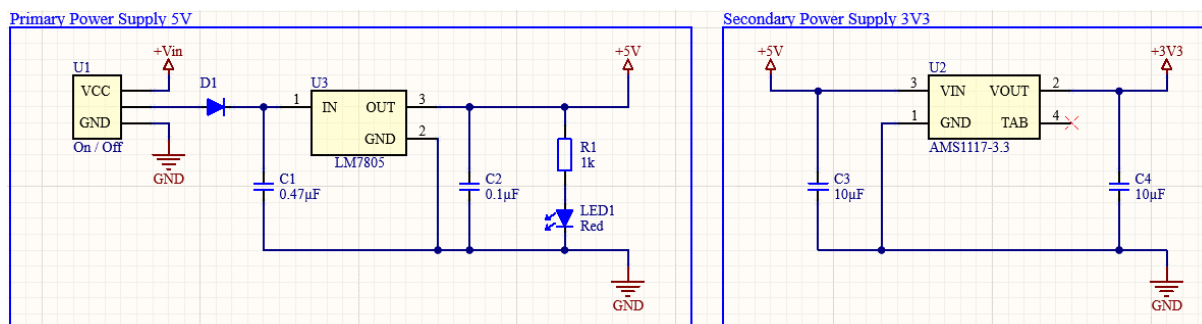 Primary Power Supply 5V
+Vin
U1
VCC
GND
On / Off
GND
D1
U3
1
IN
OUT
3
GND
2
LM7805
+5V
C1
0.47µF
C2
0.1µF
R1
1k
LED1
Red
GND
Secondary Power Supply 3V3
+5V
U2
3
VIN
VOUT
2
1
GND
TAB
4
AMS1117-3.3
+3V3
C3
10µF
C4
10µF
GND